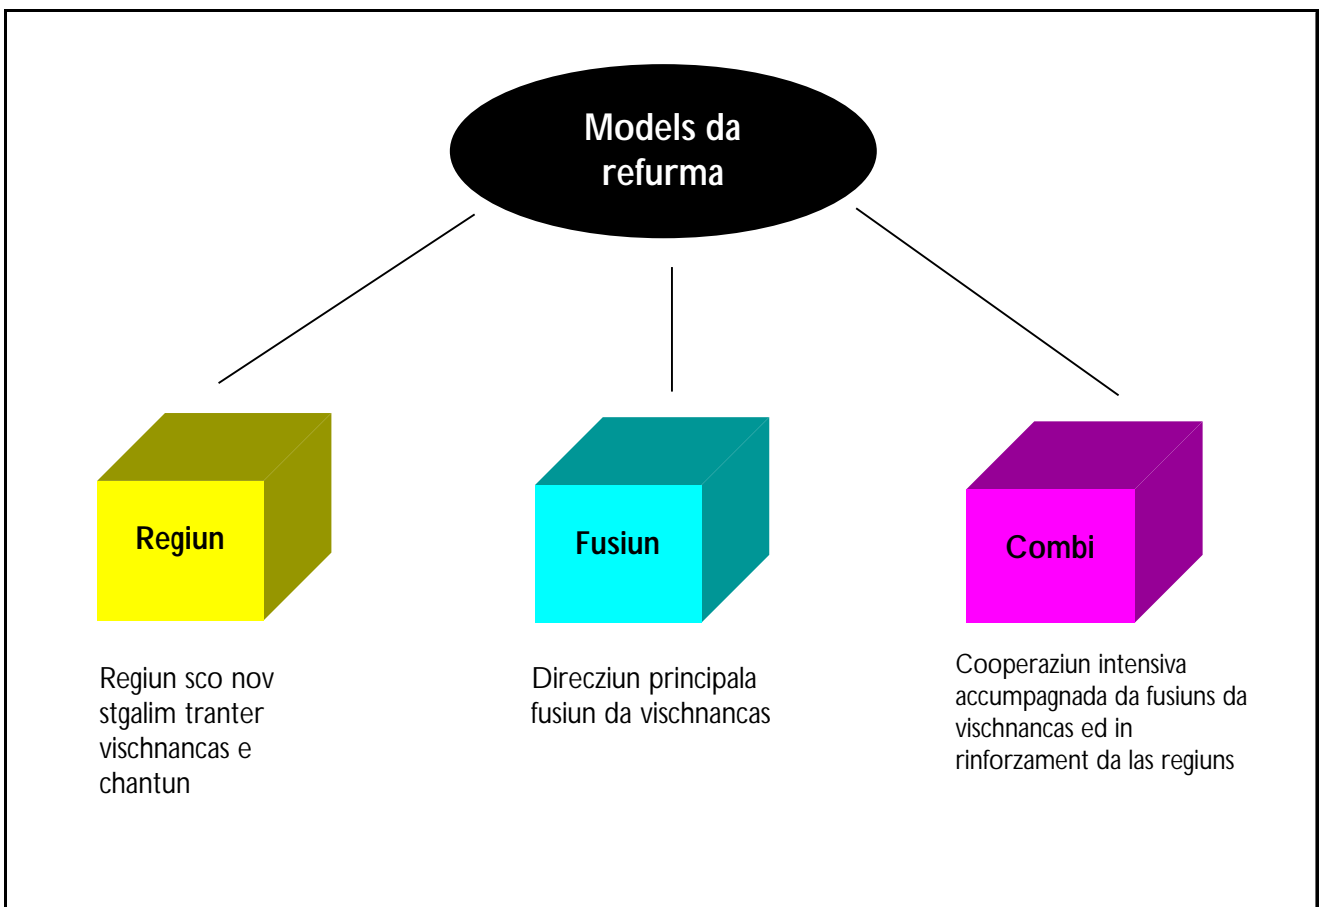 Models da
refurma
Regiun
Fusiun
Combi
Regiun sco nov
stgalim tranter
vischnancas e
chantun
Direcziun principala
fusiun da vischnancas
Cooperaziun intensiva
accumpagnada da fusiuns da
vischnancas ed in
rinforzament da las regiuns